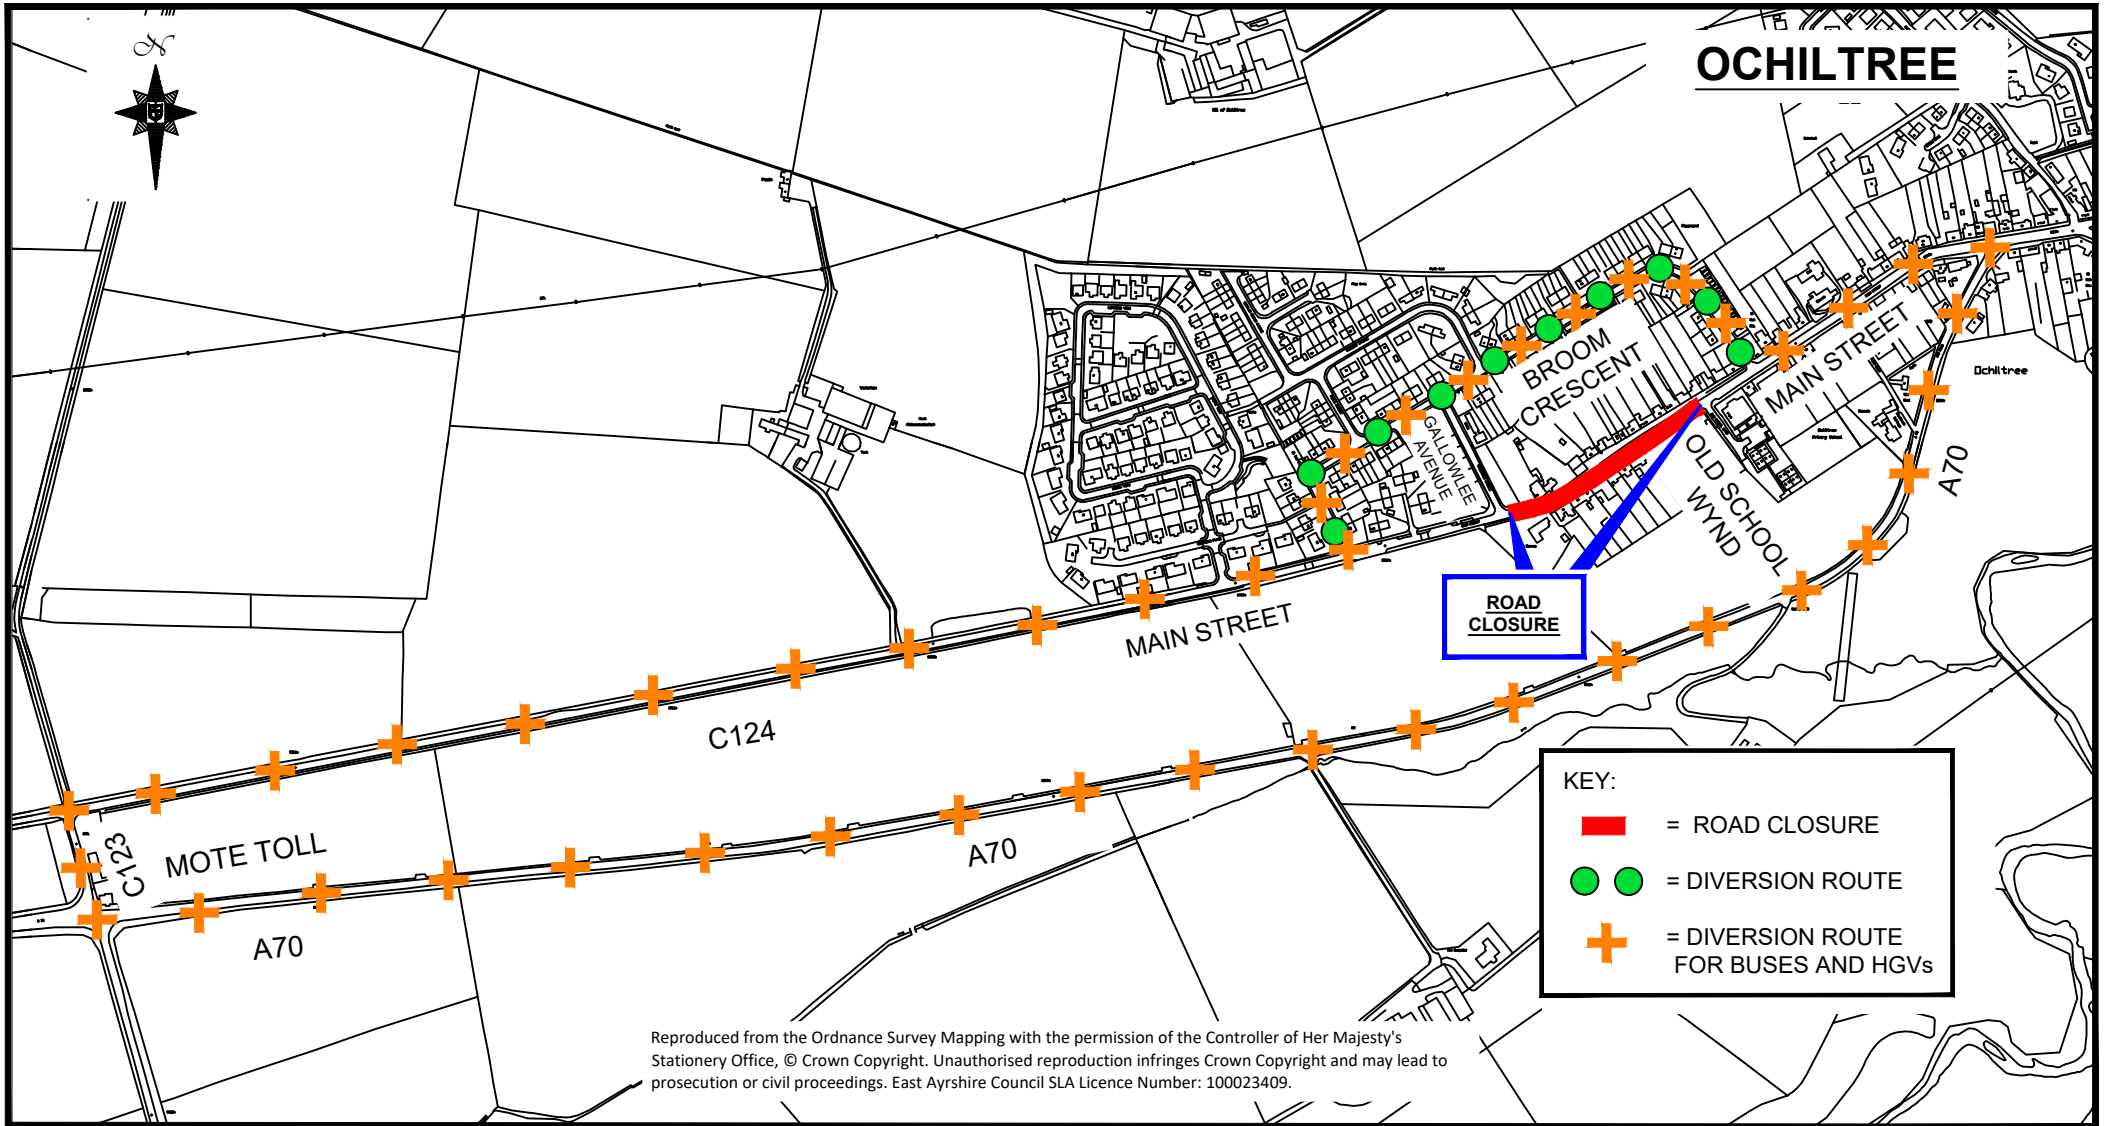 OCHILTREE
N
BROOM
CRESCENT
MAIN STREET
Ochiltree
GALLOWLEE
AVENUE
OLD SCHOOL
WYND
A70
ROAD
CLOSURE
MAIN STREET
C124
C123
MOTE TOLL
A70
A70
KEY:
= ROAD CLOSURE
= DIVERSION ROUTE
= DIVERSION ROUTE
FOR BUSES AND HGVs
Reproduced from the Ordnance Survey Mapping with the permission of the Controller of Her Majesty's
Stationery Office, © Crown Copyright. Unauthorised reproduction infringes Crown Copyright and may lead to
prosecution or civil proceedings. East Ayrshire Council SLA Licence Number: 100023409.